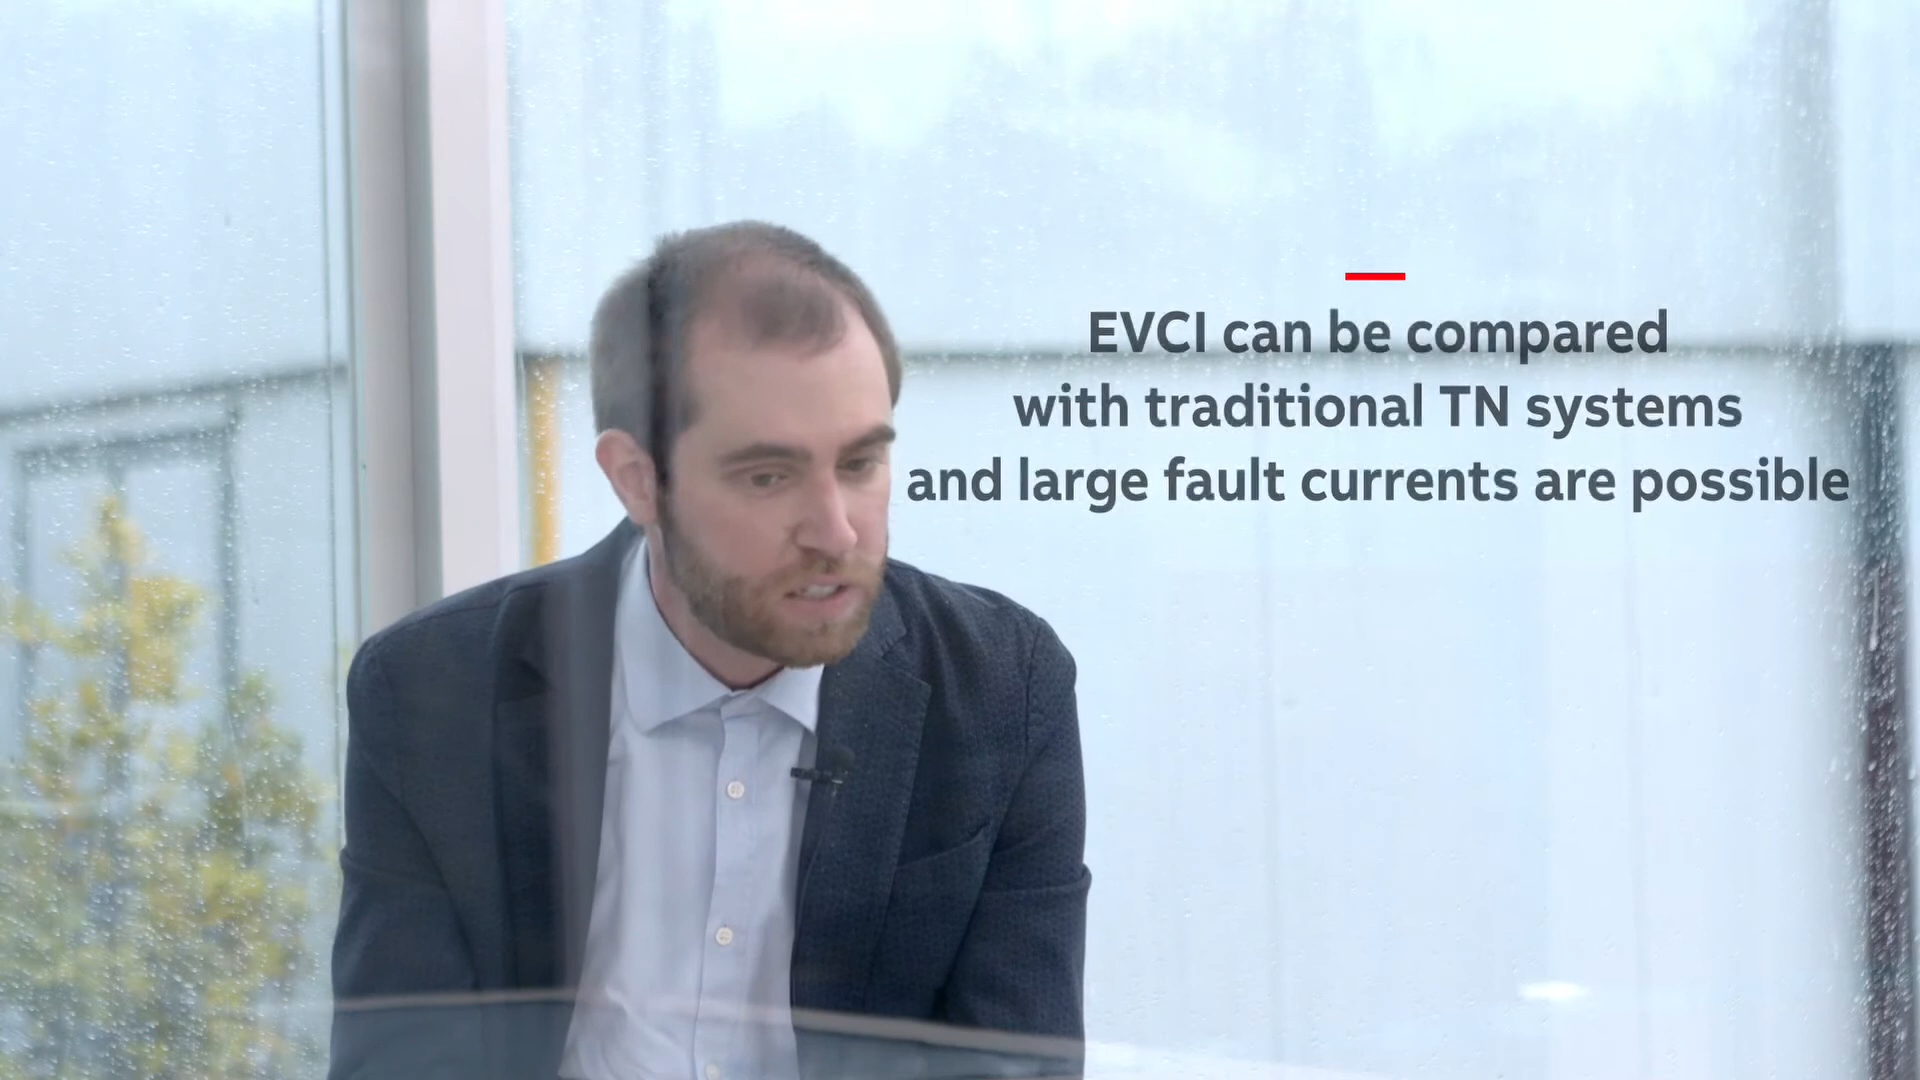 EVCI can be compared
with traditional TN systems
and large fault currents are possible